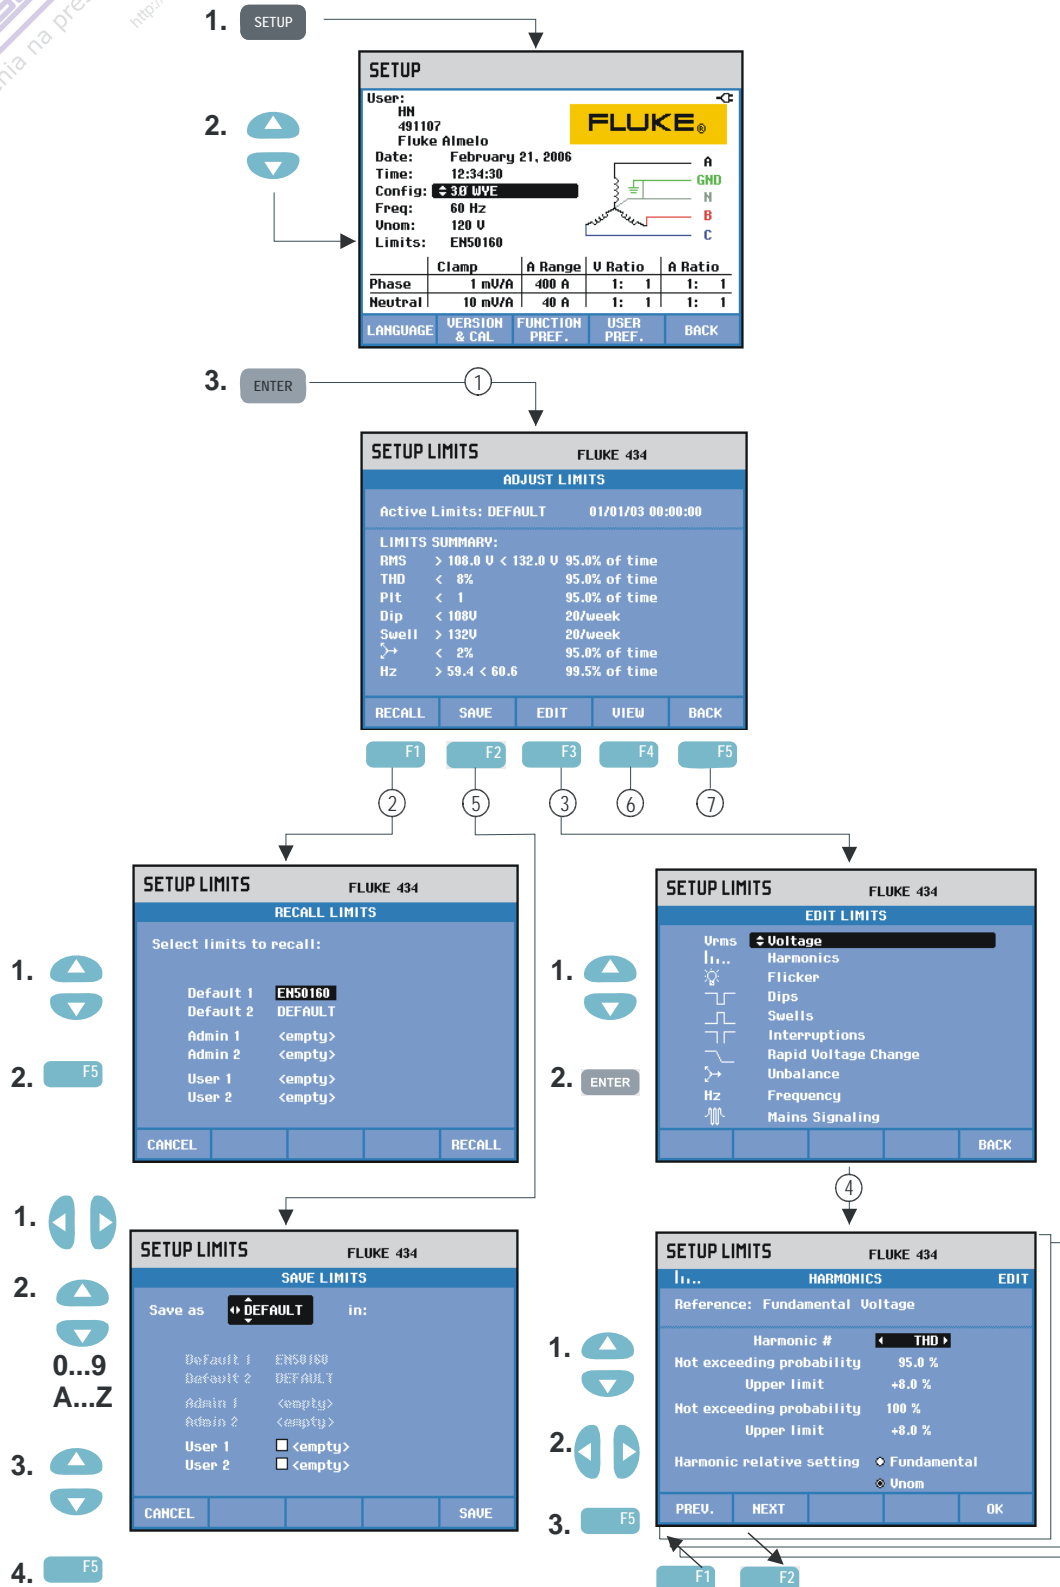 nia na pre
http:/
1. SETUP
SETUP
User:
HN
491107
Fluke Almelo
FLUKE®
2.
Date: February 21, 2006
Time: 12:34:30
Config: 3Ø WYE
Freq: 60 Hz
Vnom: 120 V
Limits: EN50160
A
GND
N
B
C
Clamp A Range V Ratio A Ratio
Phase 1 mV/A 400 A 1: 1 1: 1
Neutral 10 mV/A 40 A 1: 1 1: 1
LANGUAGE VERSION & CAL FUNCTION PREF. USER PREF. BACK
3. ENTER
1
SETUP LIMITS FLUKE 434
ADJUST LIMITS
Active Limits: DEFAULT 01/01/03 00:00:00
LIMITS SUMMARY:
RMS > 108.0 V < 132.0 V 95.0% of time
THD < 8% 95.0% of time
Plt < 1 95.0% of time
Dip < 108V 20/week
Swell > 132V 20/week
< 2% 95.0% of time
Hz > 59.4 < 60.6 99.5% of time
RECALL SAVE EDIT VIEW BACK
F1 F2 F3 F4 F5
2 5 3 6 7
SETUP LIMITS FLUKE 434
RECALL LIMITS
Select limits to recall:
1.
Default 1 EN50160
Default 2 DEFAULT
Admin 1 <empty>
Admin 2 <empty>
2. F5
User 1 <empty>
User 2 <empty>
CANCEL RECALL
SETUP LIMITS FLUKE 434
EDIT LIMITS
1.
Vrms Voltage
Harmonics
Flicker
Dips
Swells
Interruptions
Rapid Voltage Change
2. ENTER
Unbalance
Hz Frequency
Mains Signaling
BACK
4
1.
SETUP LIMITS FLUKE 434
SAVE LIMITS
2.
Save as DEFAULT in:
0...9
A...Z
Default 1 EN50160
Default 2 DEFAULT
Admin 1 <empty>
Admin 2 <empty>
3.
User 1 <empty>
User 2 <empty>
CANCEL SAVE
4. F5
SETUP LIMITS FLUKE 434
HARMONICS EDIT
Reference: Fundamental Voltage
1.
Harmonic # THD
Not exceeding probability 95.0 %
Upper limit +8.0 %
Not exceeding probability 100 %
Upper limit +8.0 %
2.
Harmonic relative setting Fundamental
Vnom
3. F5
PREV. NEXT OK
F1 F2